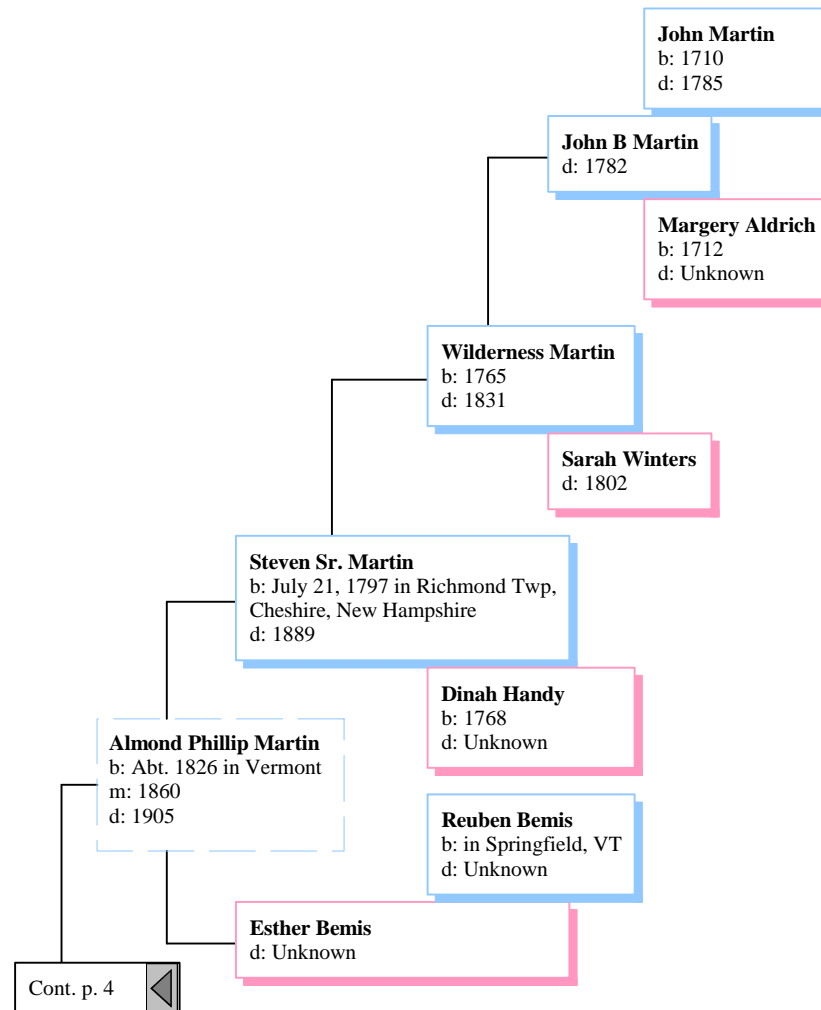 John Martin
b: 1710
d: 1785
John B Martin
d: 1782
Margery Aldrich
b: 1712
d: Unknown
Wilderness Martin
b: 1765
d: 1831
Sarah Winters
d: 1802
Steven Sr. Martin
b: July 21, 1797 in Richmond Twp,
Cheshire, New Hampshire
d: 1889
Dinah Handy
b: 1768
d: Unknown
Almond Phillip Martin
b: Abt. 1826 in Vermont
m: 1860
d: 1905
Reuben Bemis
b: in Springfield, VT
d: Unknown
Esther Bemis
d: Unknown
Cont. p. 4